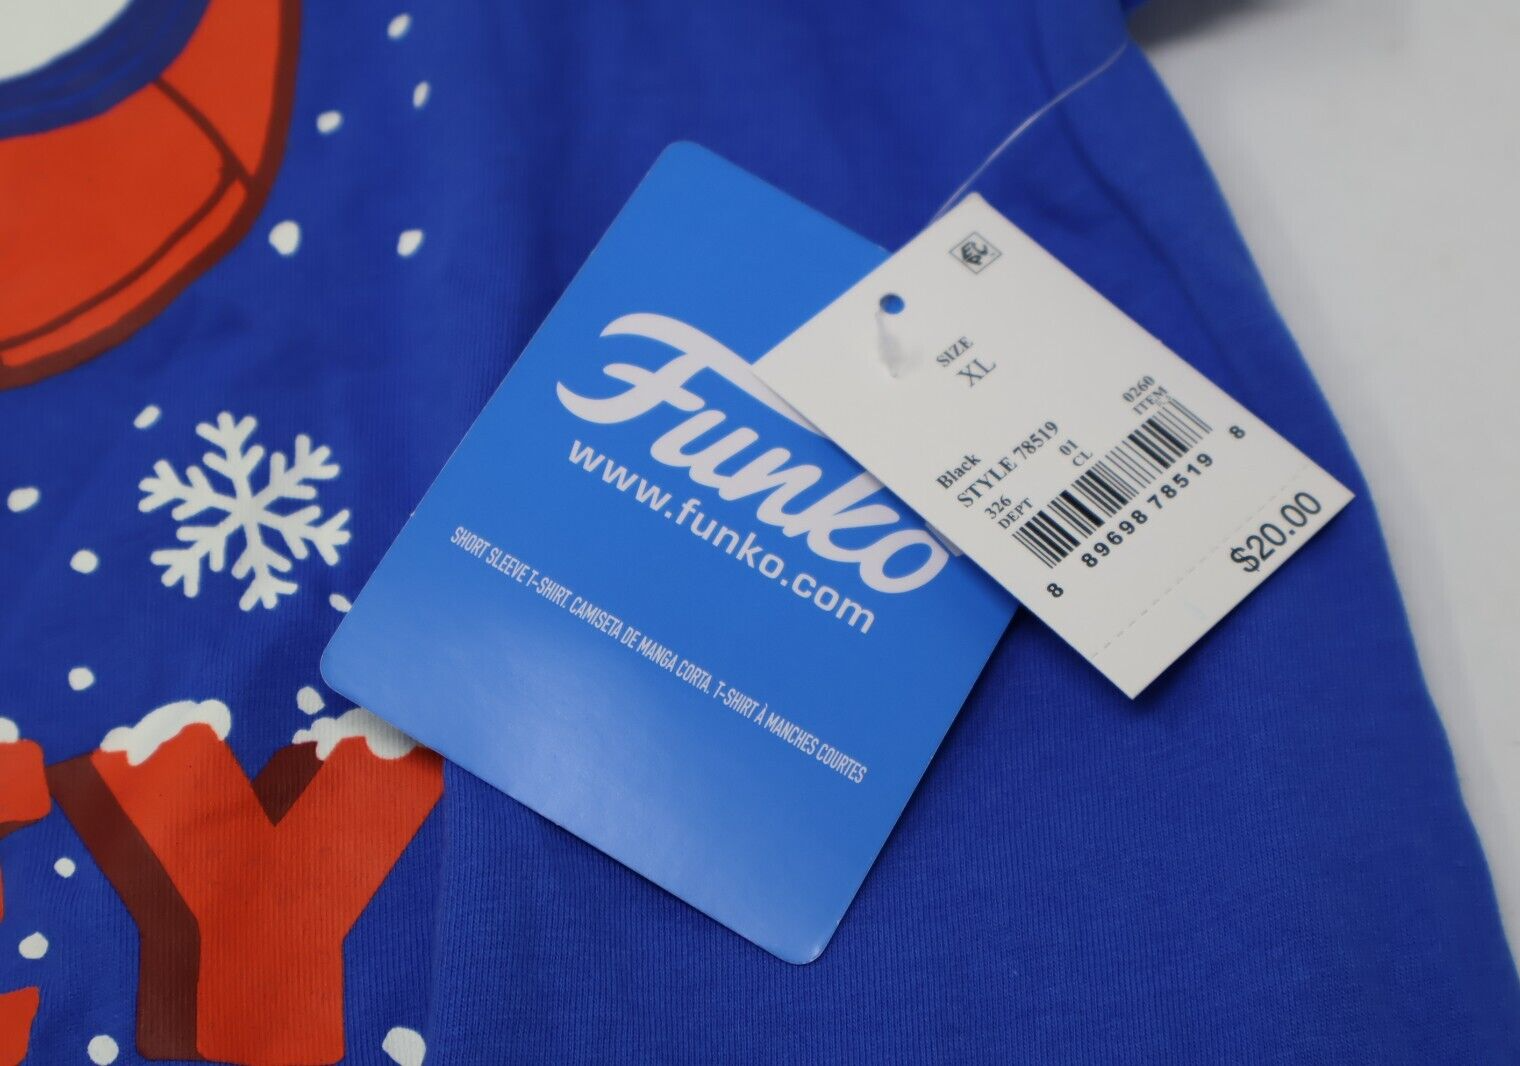 Funko
www.funko.com
SHORT SLEEVE T-SHIRT. CAMISETA DE MANGA CORTA. T-SHIRT À MANCHES COURTES
SIZE
XL
Black
STYLE 78519
326 01 0260
DEPT CL ITEM
8 89698 78519 8
$20.00
Y